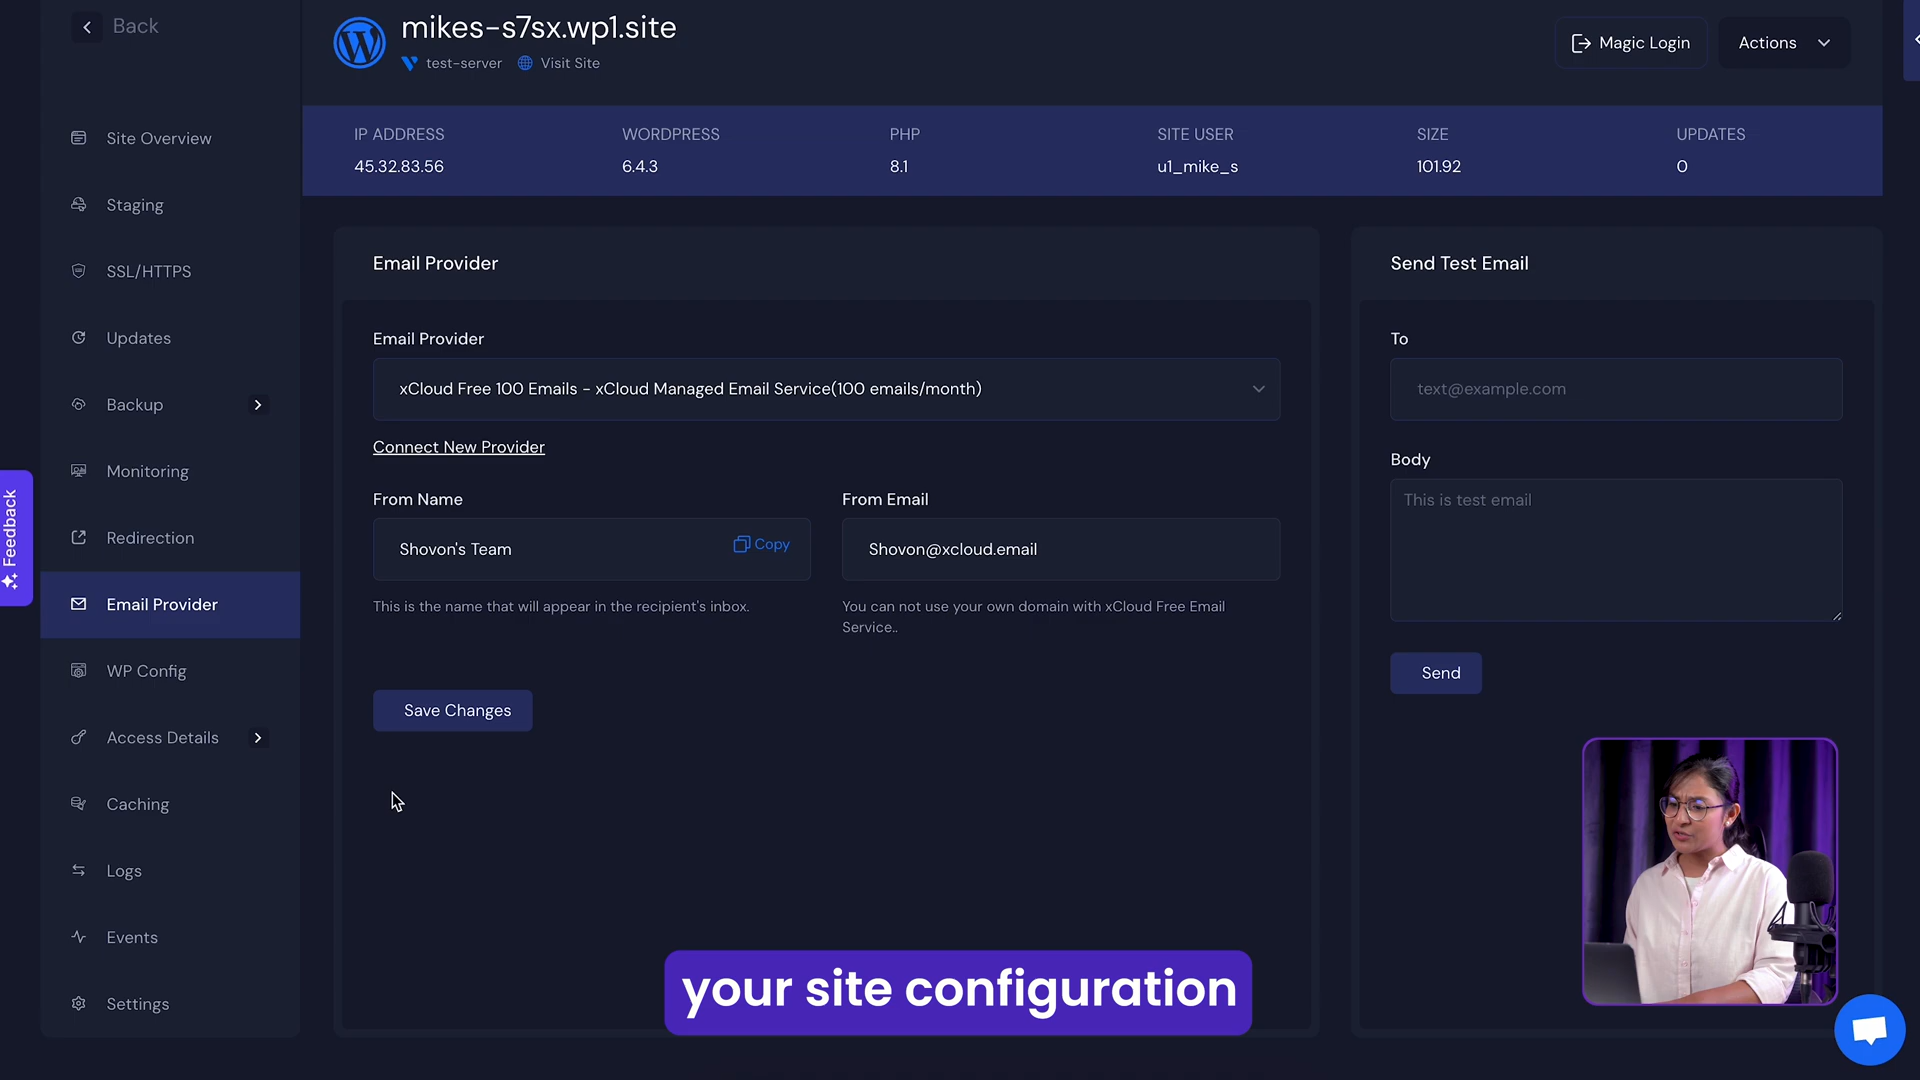 Back
mikes-s7sx.wp1.site
test-server
Visit Site
Magic Login
Actions
IP ADDRESS
WORDPRESS
PHP
SITE USER
SIZE
UPDATES
45.32.83.56
6.4.3
8.1
u1_mike_s
101.92
0
Site Overview
Staging
SSL/HTTPS
Updates
Backup
Monitoring
Redirection
Email Provider
WP Config
Access Details
Caching
Logs
Events
Settings
Feedback
Email Provider
Email Provider
xCloud Free 100 Emails - xCloud Managed Email Service(100 emails/month)
Connect New Provider
From Name
Shovon's Team
Copy
This is the name that will appear in the recipient's inbox.
From Email
Shovon@xcloud.email
You can not use your own domain with xCloud Free Email
Service..
Save Changes
Send Test Email
To
text@example.com
Body
This is test email
Send
your site configuration